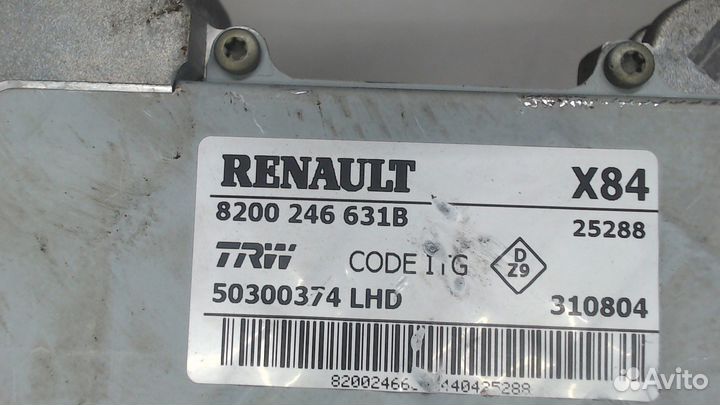 RENAULT X84
8200 246 631B 25288
TRW CODE G D Z9
50300374 LHD 310804
Avito